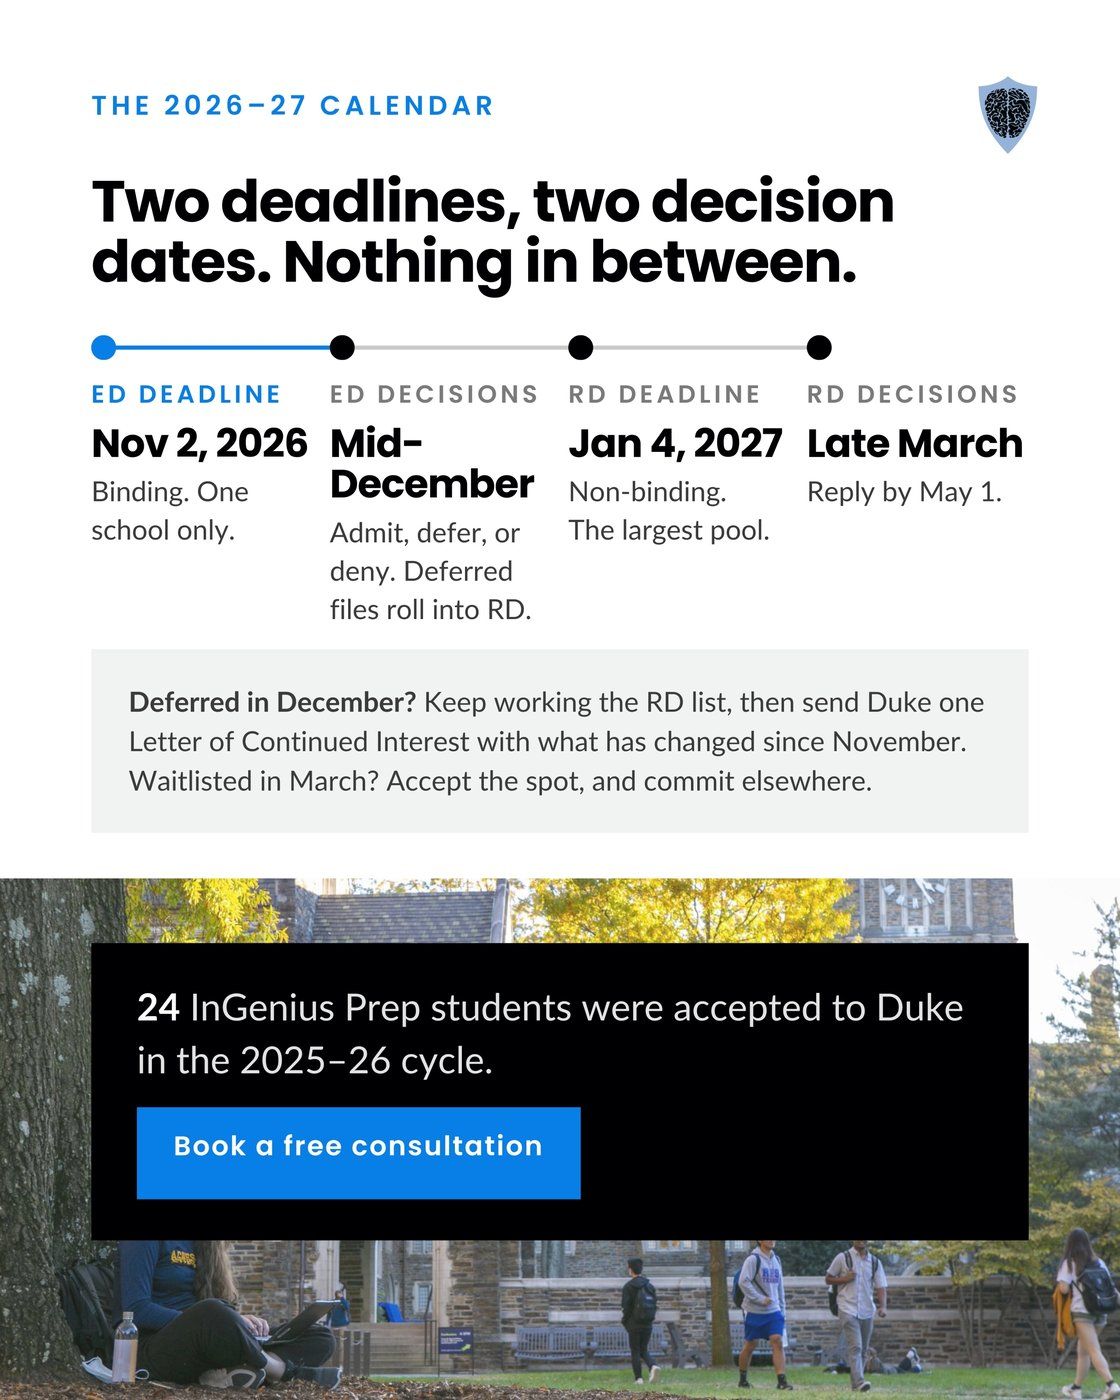 THE 2026–27 CALENDAR
Two deadlines, two decision
dates. Nothing in between.
ED DEADLINE
Nov 2, 2026
Binding. One
school only.
ED DECISIONS
Mid-
December
Admit, defer, or
deny. Deferred
files roll into RD.
RD DEADLINE
Jan 4, 2027
Non-binding.
The largest pool.
RD DECISIONS
Late March
Reply by May 1.
Deferred in December? Keep working the RD list, then send Duke one
Letter of Continued Interest with what has changed since November.
Waitlisted in March? Accept the spot, and commit elsewhere.
24 InGenius Prep students were accepted to Duke
in the 2025–26 cycle.
Book a free consultation